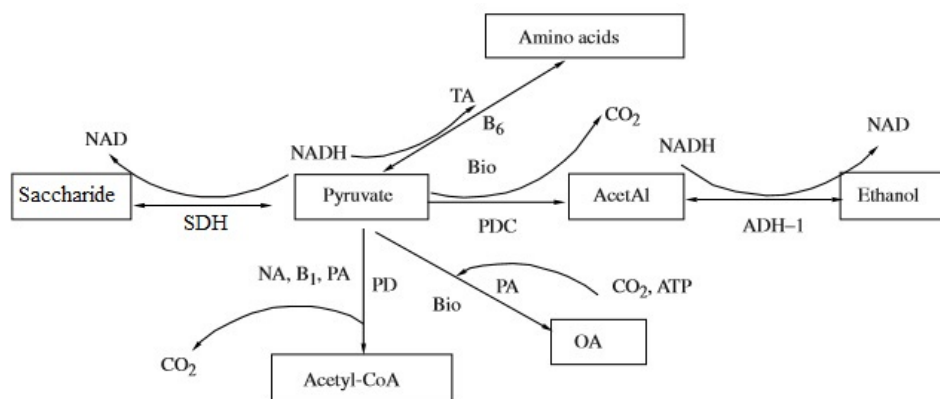 Amino acids
TA
B6
CO2
NAD
NADH
Bio
NADH
NAD
Saccharide
Pyruvate
AcetAl
Ethanol
SDH
PDC
ADH–1
NA, B1, PA
PD
Bio
PA
CO2, ATP
CO2
OA
Acetyl-CoA